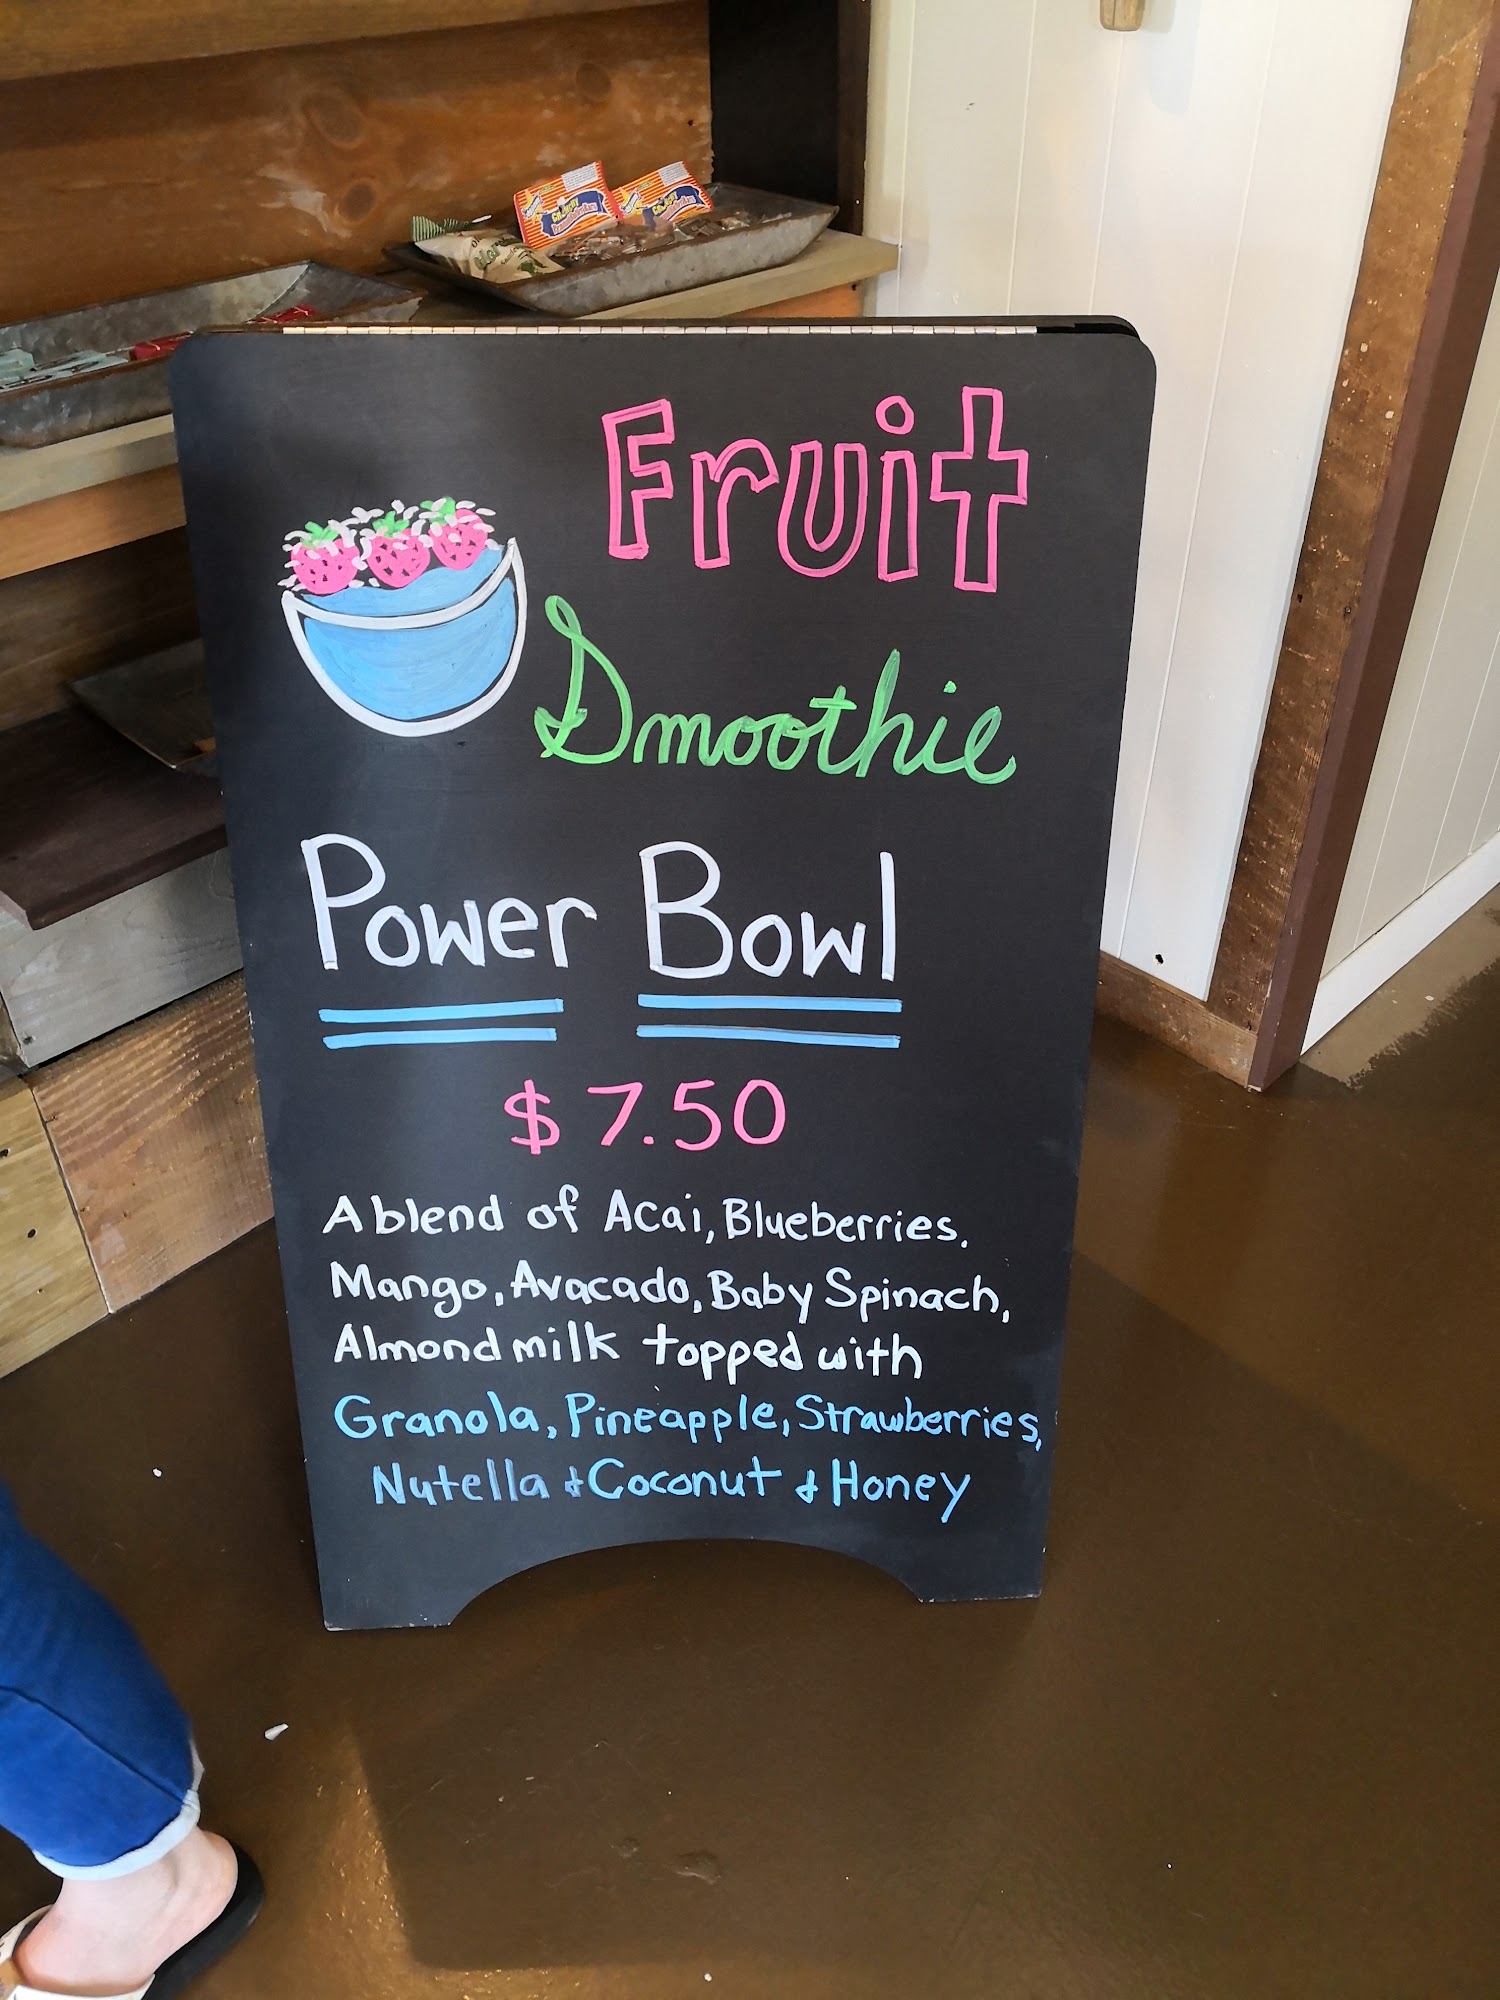 Fruit
Smoothie
Power Bowl
$7.50
A blend of Acai, Blueberries,
Mango, Avacado, Baby Spinach,
Almond milk topped with
Granola, Pineapple, Strawberries,
Nutella & Coconut & Honey